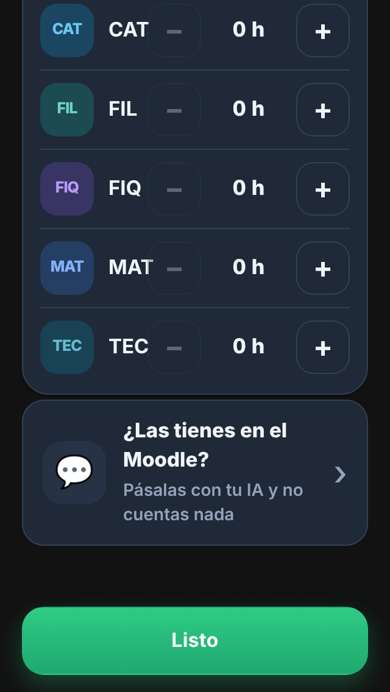 CAT CAT − 0 h +
FIL FIL − 0 h +
FIQ FIQ − 0 h +
MAT MAT − 0 h +
TEC TEC − 0 h +
¿Las tienes en el
Moodle?
Pásalas con tu IA y no
cuentas nada
Listo